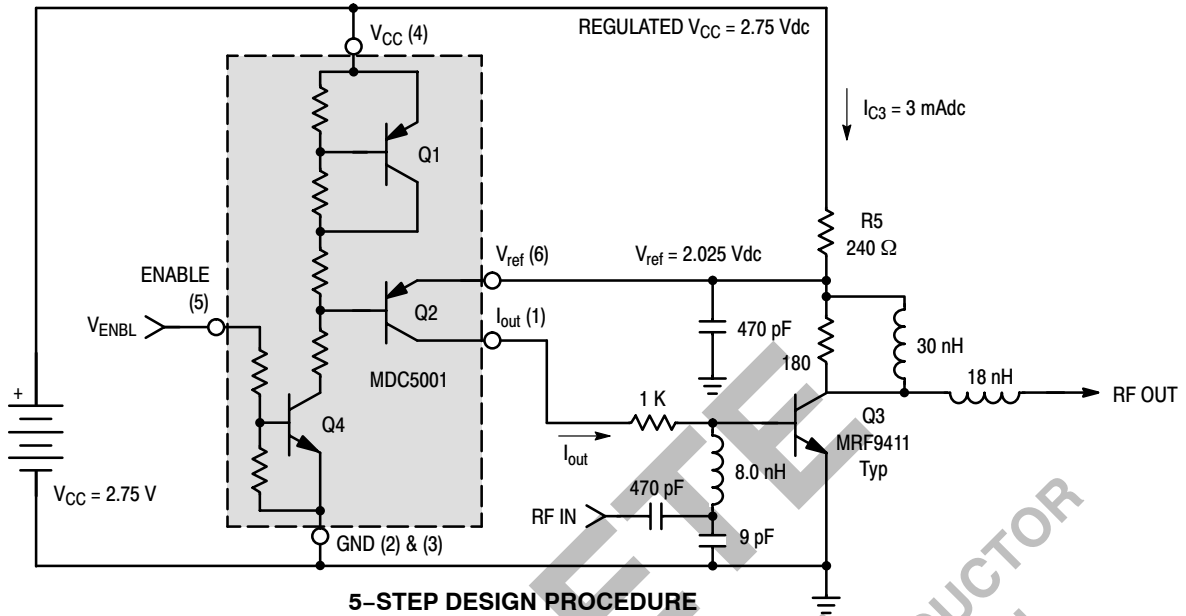 V_CC (4)
REGULATED V_CC = 2.75 Vdc
I_C3 = 3 mAdc
Q1
R5
240 Ω
V_ref (6)
V_ref = 2.025 Vdc
ENABLE
(5)
V_ENBL
Q2
I_out (1)
470 pF
180
30 nH
18 nH
RF OUT
MDC5001
1 K
I_out
Q3
MRF9411
Typ
Q4
+
V_CC = 2.75 V
8.0 nH
470 pF
RF IN
9 pF
GND (2) & (3)
5–STEP DESIGN PROCEDURE